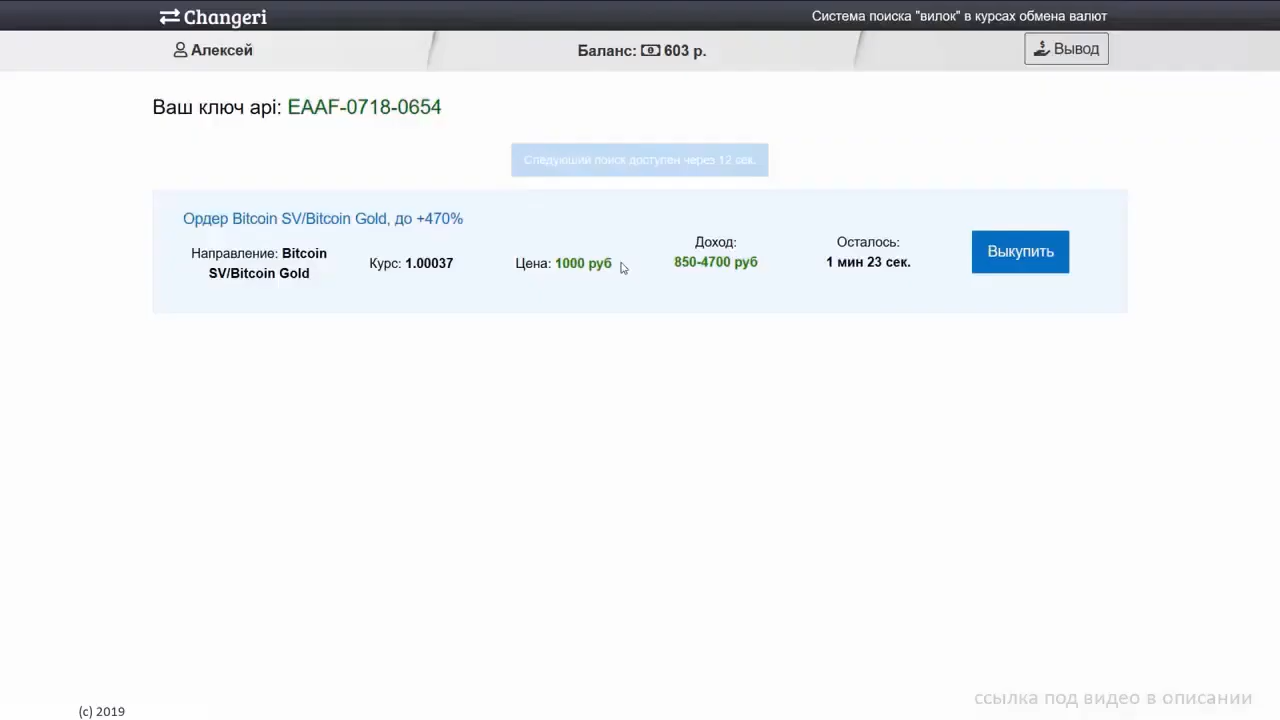 Changeri
Система поиска "вилок" в курсах обмена валют
Алексей
Баланс: 603 р.
Вывод
Ваш ключ api: EAAF-0718-0654
Следующий поиск доступен через 12 сек.
Ордер Bitcoin SV/Bitcoin Gold, до +470%
Направление: Bitcoin
SV/Bitcoin Gold
Курс: 1.00037
Цена: 1000 руб
Доход:
850-4700 руб
Осталось:
1 мин 23 сек.
Выкупить
ссылка под видео в описании
(c) 2019